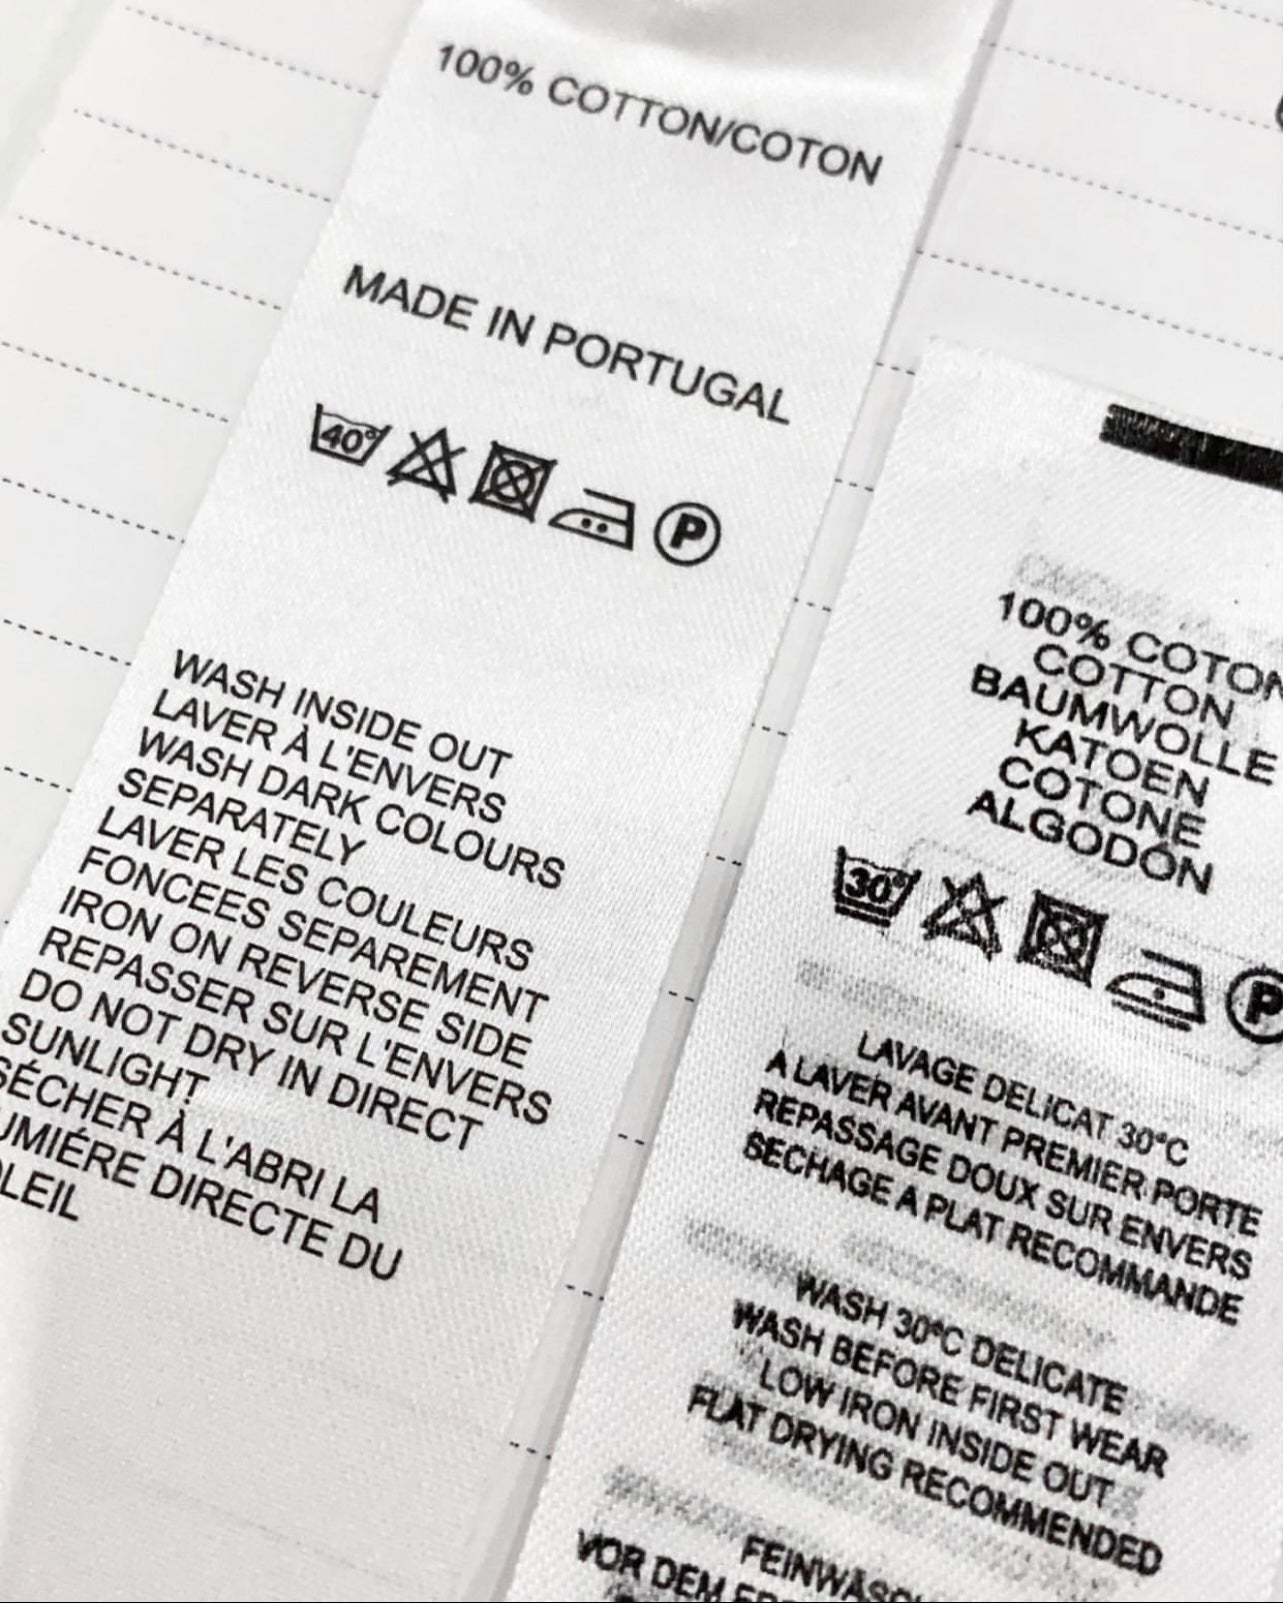 100% COTTON/COTON
MADE IN PORTUGAL
40°
P
WASH INSIDE OUT
LAVER À L'ENVERS
WASH DARK COLOURS
SEPARATELY
LAVER LES COULEURS
FONCEES SEPAREMENT
IRON ON REVERSE SIDE
REPASSER SUR L'ENVERS
DO NOT DRY IN DIRECT
SUNLIGHT
SÉCHER À L'ABRI LA
UMIÉRE DIRECTE DU
LEIL
100% COTON
COTTON
BAUMWOLLE
KATOEN
COTONE
ALGODÓN
30°
P
LAVAGE DELICAT 30°C
A LAVER AVANT PREMIER PORTE
REPASSAGE DOUX SUR ENVERS
SECHAGE A PLAT RECOMMANDE
WASH 30°C DELICATE
WASH BEFORE FIRST WEAR
LOW IRON INSIDE OUT
FLAT DRYING RECOMMENDED
FEINWÄSC
VOR DEM